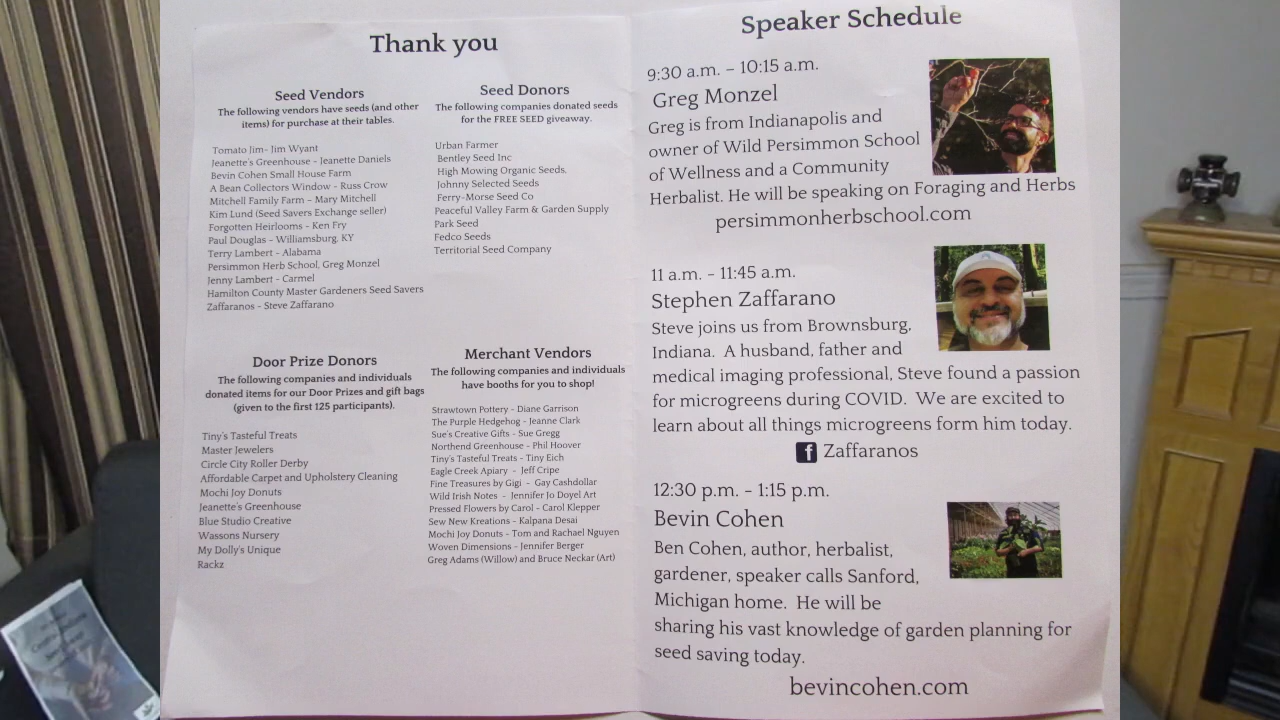 Thank you
Seed Vendors
The following vendors have seeds (and other
items) for purchase at their tables.
Tomato Jim- Jim Wyant
Jeanette's Greenhouse - Jeanette Daniels
Bevin Cohen Small House Farm
A Bean Collectors Window - Russ Crow
Mitchell Family Farm – Mary Mitchell
Kim Lund (Seed Savers Exchange seller)
Forgotten Heirlooms - Ken Fry
Paul Douglas – Williamsburg, KY
Terry Lambert - Alabama
Persimmon Herb School, Greg Monzel
Jenny Lambert - Carmel
Hamilton County Master Gardeners Seed Savers
Zaffaranos – Steve Zaffarano
Seed Donors
The following companies donated seeds
for the FREE SEED giveaway.
Urban Farmer
Bentley Seed Inc
High Mowing Organic Seeds,
Johnny Selected Seeds
Ferry-Morse Seed Co
Peaceful Valley Farm & Garden Supply
Park Seed
Fedco Seeds
Territorial Seed Company
Door Prize Donors
The following companies and individuals
donated items for our Door Prizes and gift bags
(given to the first 125 participants).
Tiny's Tasteful Treats
Master Jewelers
Circle City Roller Derby
Affordable Carpet and Upholstery Cleaning
Mochi Joy Donuts
Jeanette's Greenhouse
Blue Studio Creative
Wassons Nursery
My Dolly's Unique
Rackz
Merchant Vendors
The following companies and individuals
have booths for you to shop!
Strawtown Pottery - Diane Garrison
The Purple Hedgehog - Jeanne Clark
Sue's Creative Gifts - Sue Gregg
Northend Greenhouse - Phil Hoover
Tiny's Tasteful Treats - Tiny Eich
Eagle Creek Apiary - Jeff Cripe
Fine Treasures by Gigi - Gay Cashdollar
Wild Irish Notes - Jennifer Jo Doyel Art
Pressed Flowers by Carol - Carol Klepper
Sew New Kreations - Kalpana Desai
Mochi Joy Donuts - Tom and Rachael Nguyen
Woven Dimensions - Jennifer Berger
Greg Adams (Willow) and Bruce Neckar (Art)
Speaker Schedule
9:30 a.m. – 10:15 a.m.
Greg Monzel
Greg is from Indianapolis and
owner of Wild Persimmon School
of Wellness and a Community
Herbalist. He will be speaking on Foraging and Herbs
persimmonherbschool.com
11 a.m. – 11:45 a.m.
Stephen Zaffarano
Steve joins us from Brownsburg,
Indiana. A husband, father and
medical imaging professional, Steve found a passion
for microgreens during COVID. We are excited to
learn about all things microgreens form him today.
f Zaffaranos
12:30 p.m. - 1:15 p.m.
Bevin Cohen
Ben Cohen, author, herbalist,
gardener, speaker calls Sanford,
Michigan home. He will be
sharing his vast knowledge of garden planning for
seed saving today.
bevincohen.com